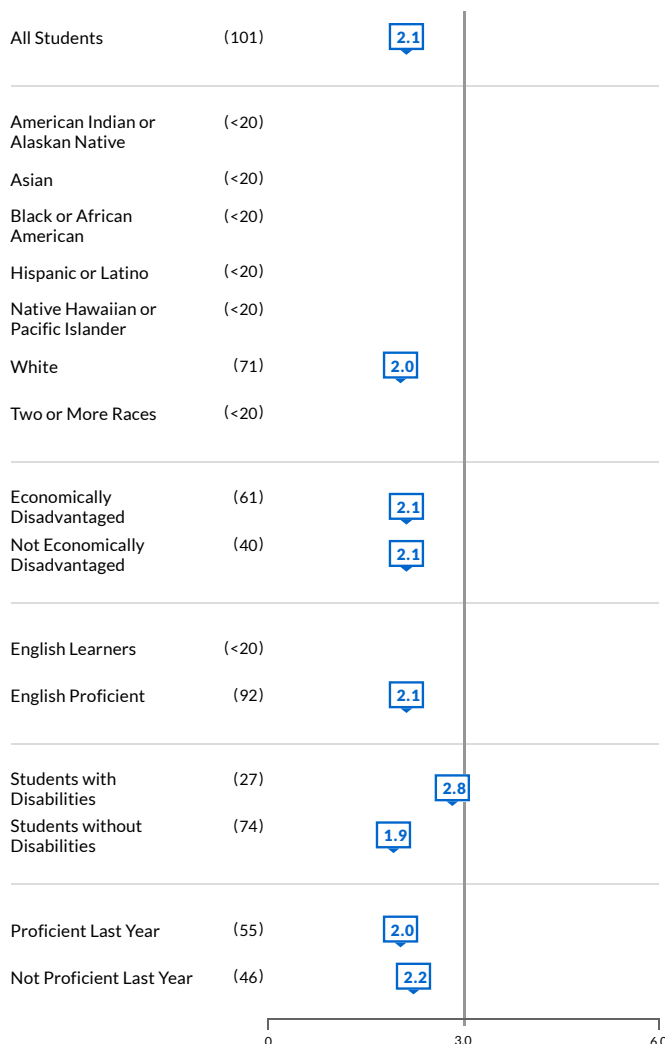 All Students (101) 2.1
American Indian or (<20)
Alaskan Native
Asian (<20)
Black or African (<20)
American
Hispanic or Latino (<20)
Native Hawaiian or (<20)
Pacific Islander
White (71) 2.0
Two or More Races (<20)
Economically (61) 2.1
Disadvantaged
Not Economically (40) 2.1
Disadvantaged
English Learners (<20)
English Proficient (92) 2.1
Students with (27) 2.8
Disabilities
Students without (74) 1.9
Disabilities
Proficient Last Year (55) 2.0
Not Proficient Last Year (46) 2.2
0 3.0 6.0